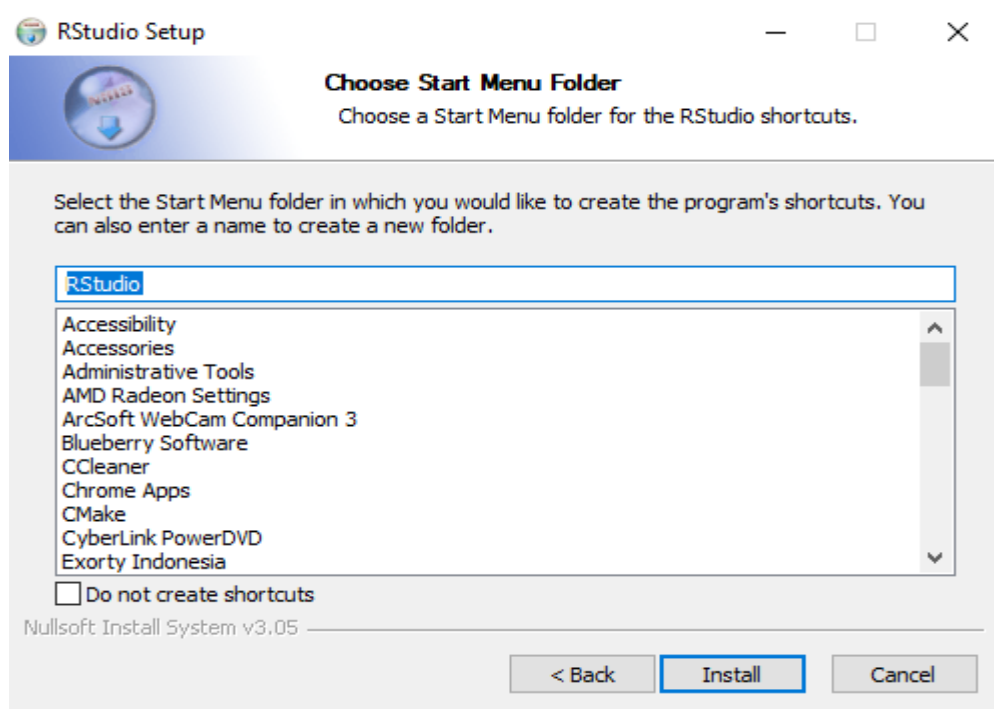 RStudio Setup
Choose Start Menu Folder
Choose a Start Menu folder for the RStudio shortcuts.
NSIS
Select the Start Menu folder in which you would like to create the program's shortcuts. You
can also enter a name to create a new folder.
RStudio
Accessibility
Accessories
Administrative Tools
AMD Radeon Settings
ArcSoft WebCam Companion 3
Blueberry Software
CCleaner
Chrome Apps
CMake
CyberLink PowerDVD
Exorty Indonesia
Do not create shortcuts
Nullsoft Install System v3.05
< Back
Install
Cancel